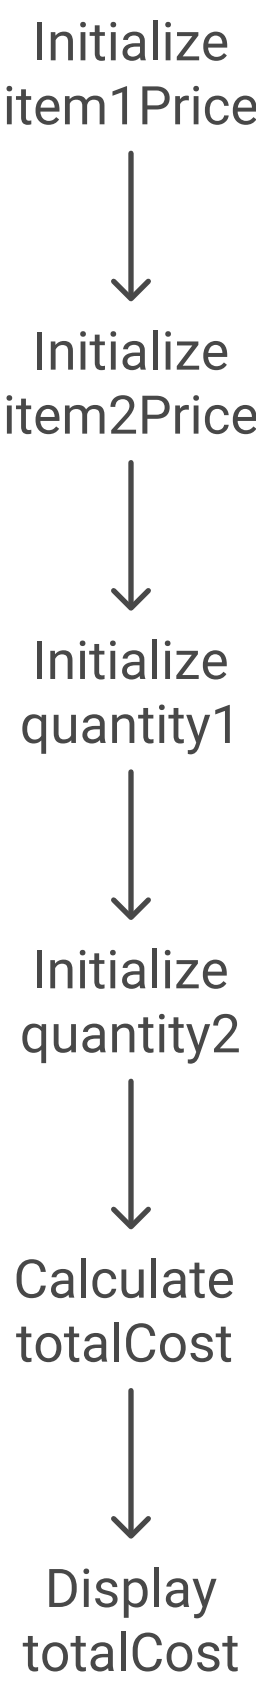 Initialize
item1Price
Initialize
item2Price
Initialize
quantity1
Initialize
quantity2
Calculate
totalCost
Display
totalCost